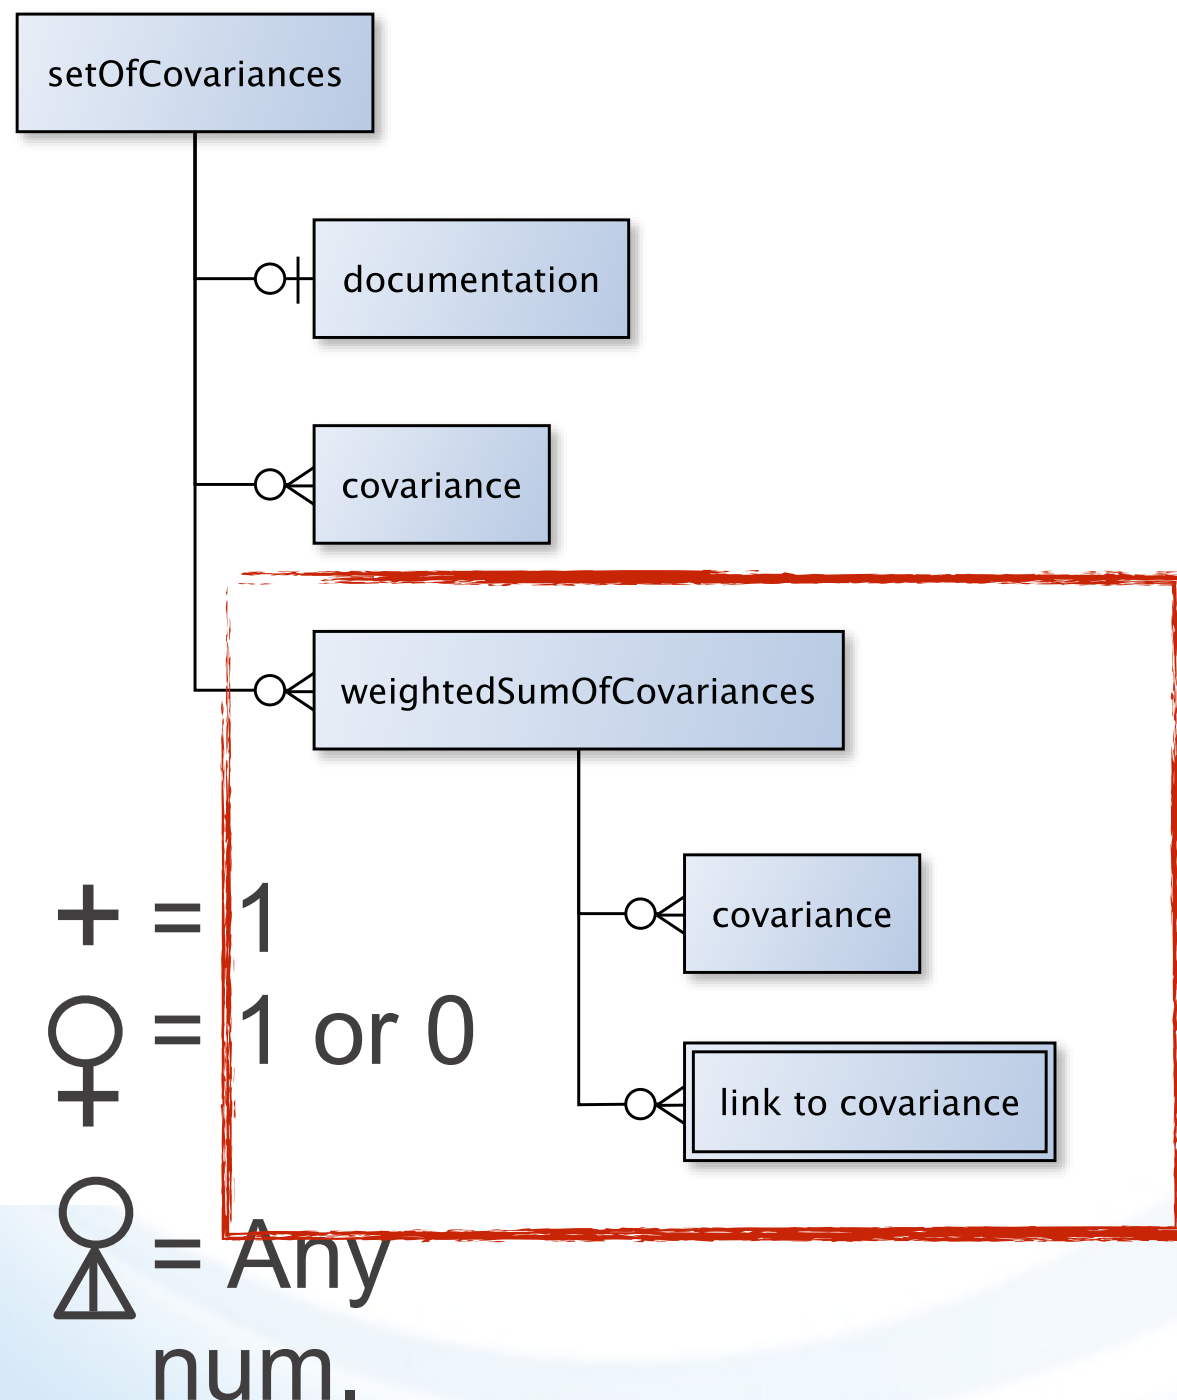 setOfCovariances
documentation
covariance
weightedSumOfCovariances
covariance
link to covariance
+ = 1
= 1 or 0
= Any
num.